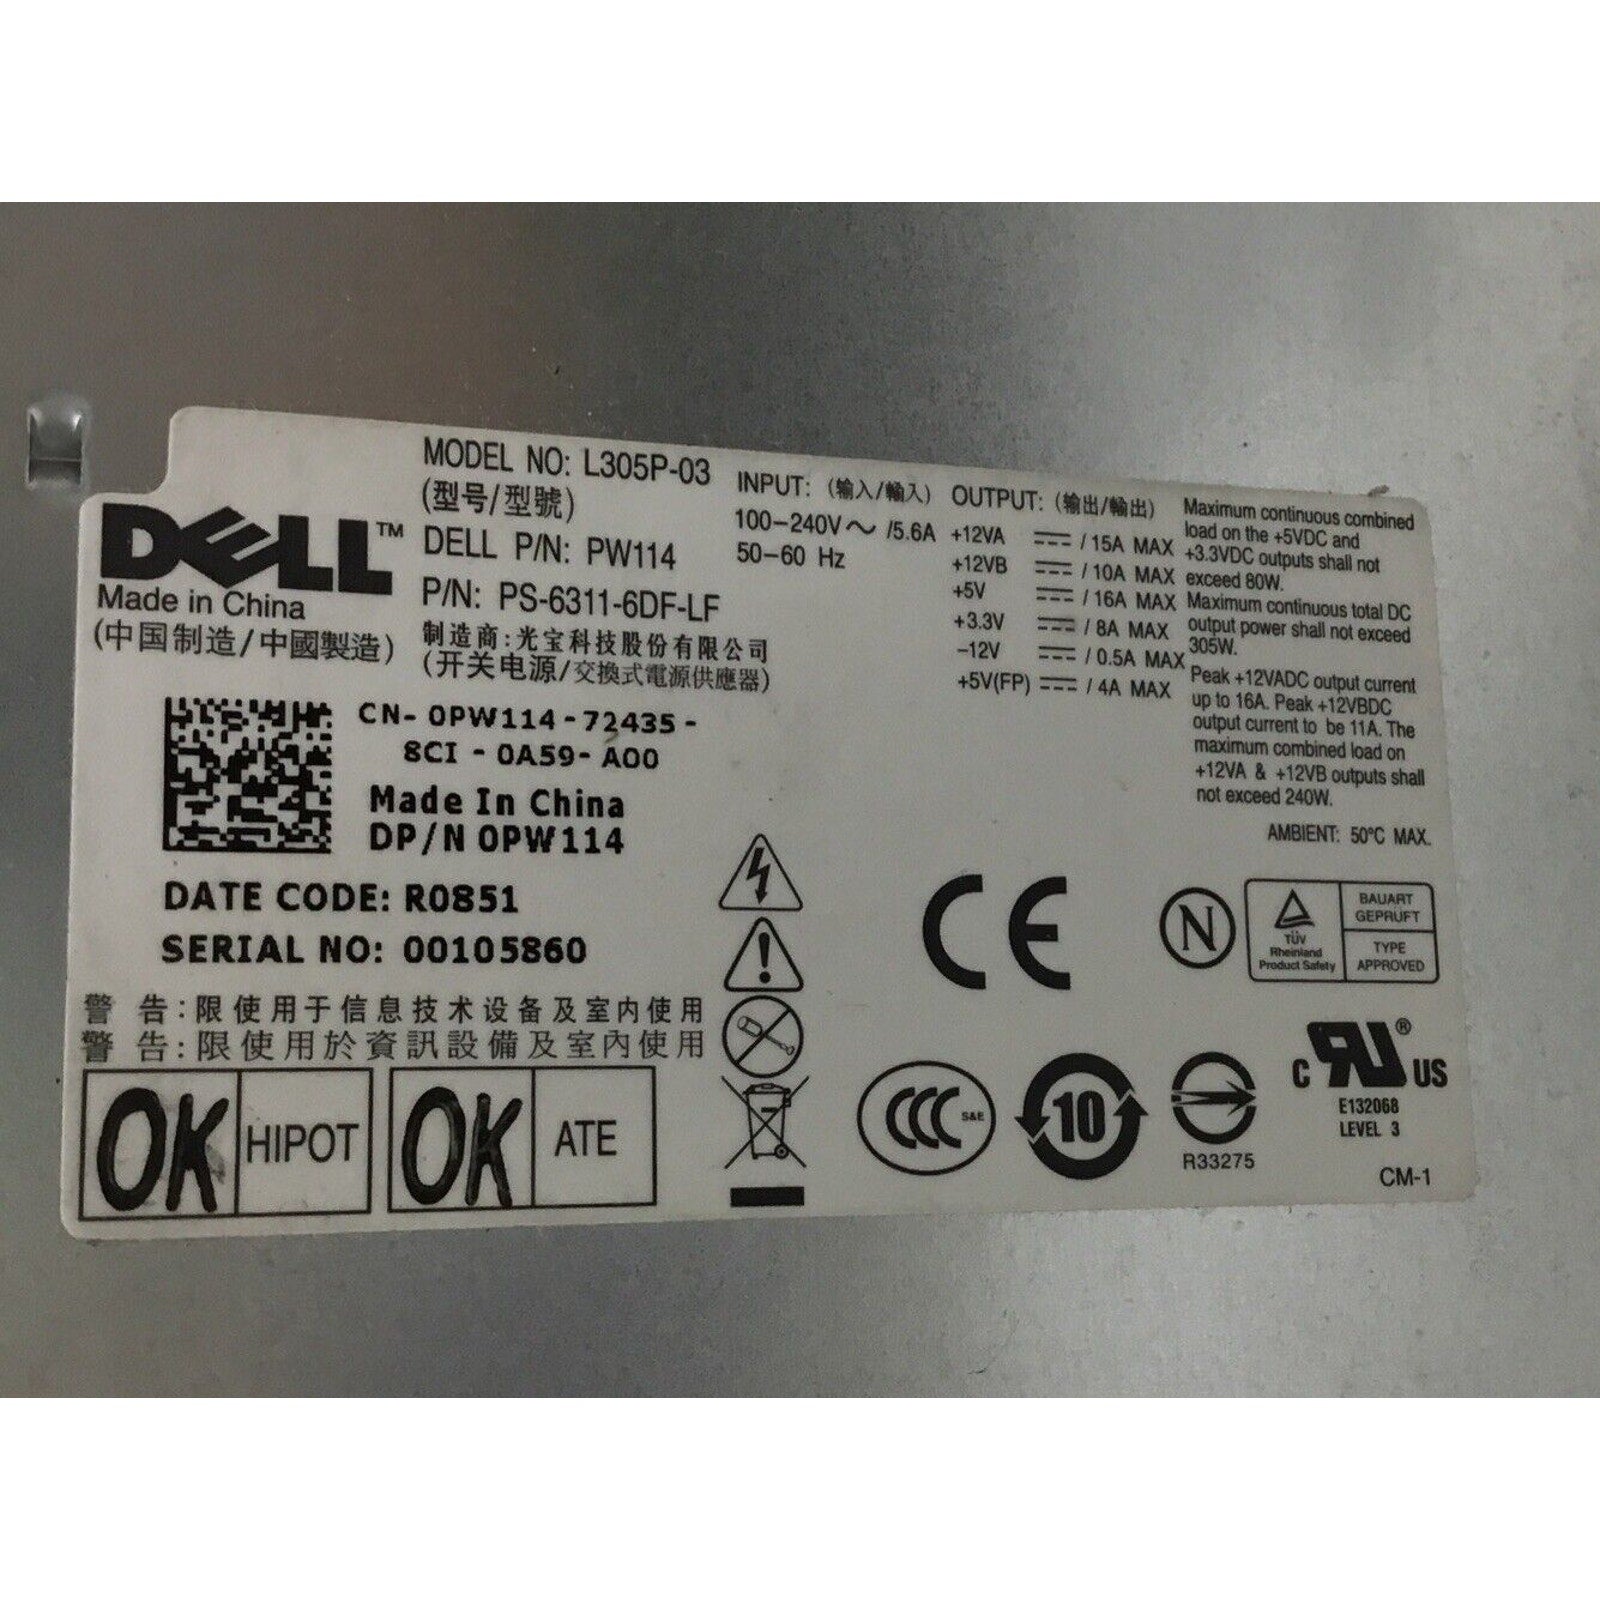 DELL™
Made in China
(中国制造/中國製造)
MODEL NO: L305P-03
(型号/型號)
DELL P/N: PW114
P/N: PS-6311-6DF-LF
制造商:光宝科技股份有限公司
(开关电源/交換式電源供應器)
INPUT: (输入/輸入)
100-240V～ /5.6A
50-60 Hz
OUTPUT: (输出/輸出)
+12VA ⎓ / 15A MAX
+12VB ⎓ / 10A MAX
+5V ⎓ / 16A MAX
+3.3V ⎓ / 8A MAX
-12V ⎓ / 0.5A MAX
+5V(FP) ⎓ / 4A MAX
Maximum continuous combined
load on the +5VDC and
+3.3VDC outputs shall not
exceed 80W.
Maximum continuous total DC
output power shall not exceed
305W.
Peak +12VADC output current
up to 16A. Peak +12VBDC
output current to be 11A. The
maximum combined load on
+12VA & +12VB outputs shall
not exceed 240W.
AMBIENT: 50°C MAX.
CN- 0PW114-72435-
8CI - 0A59- A00
Made In China
DP/N 0PW114
DATE CODE: R0851
SERIAL NO: 00105860
警 告:限使用于信息技术设备及室内使用
警 告:限使用於資訊設備及室內使用
OK HIPOT
OK ATE
CE
N
TÜV
Rheinland
Product Safety
BAUART
GEPRUFT
TYPE
APPROVED
CCC S&E
10
R33275
c RU® US
E132068
LEVEL 3
CM-1